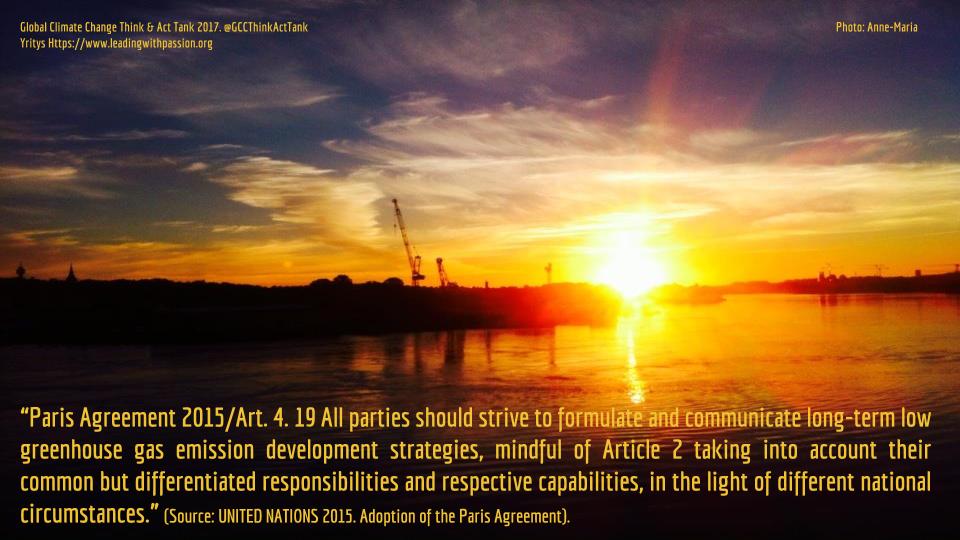 Global Climate Change Think & Act Tank 2017. @GCCThinkActTank
Yritys Https://www.leadingwithpassion.org
Photo: Anne-Maria
“Paris Agreement 2015/Art. 4. 19 All parties should strive to formulate and communicate long-term low
greenhouse gas emission development strategies, mindful of Article 2 taking into account their
common but differentiated responsibilities and respective capabilities, in the light of different national
circumstances.” (Source: UNITED NATIONS 2015. Adoption of the Paris Agreement).